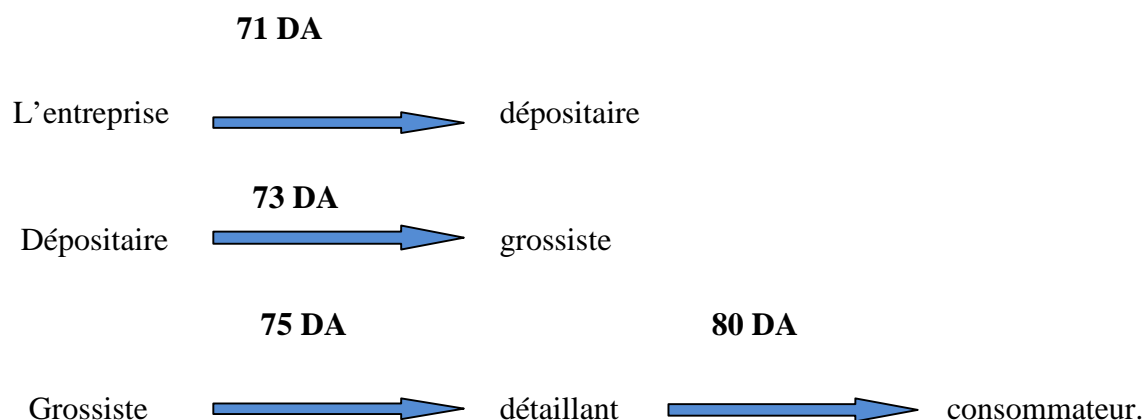 71 DA
L’entreprise dépositaire
73 DA
Dépositaire grossiste
75 DA 80 DA
Grossiste détaillant consommateur.